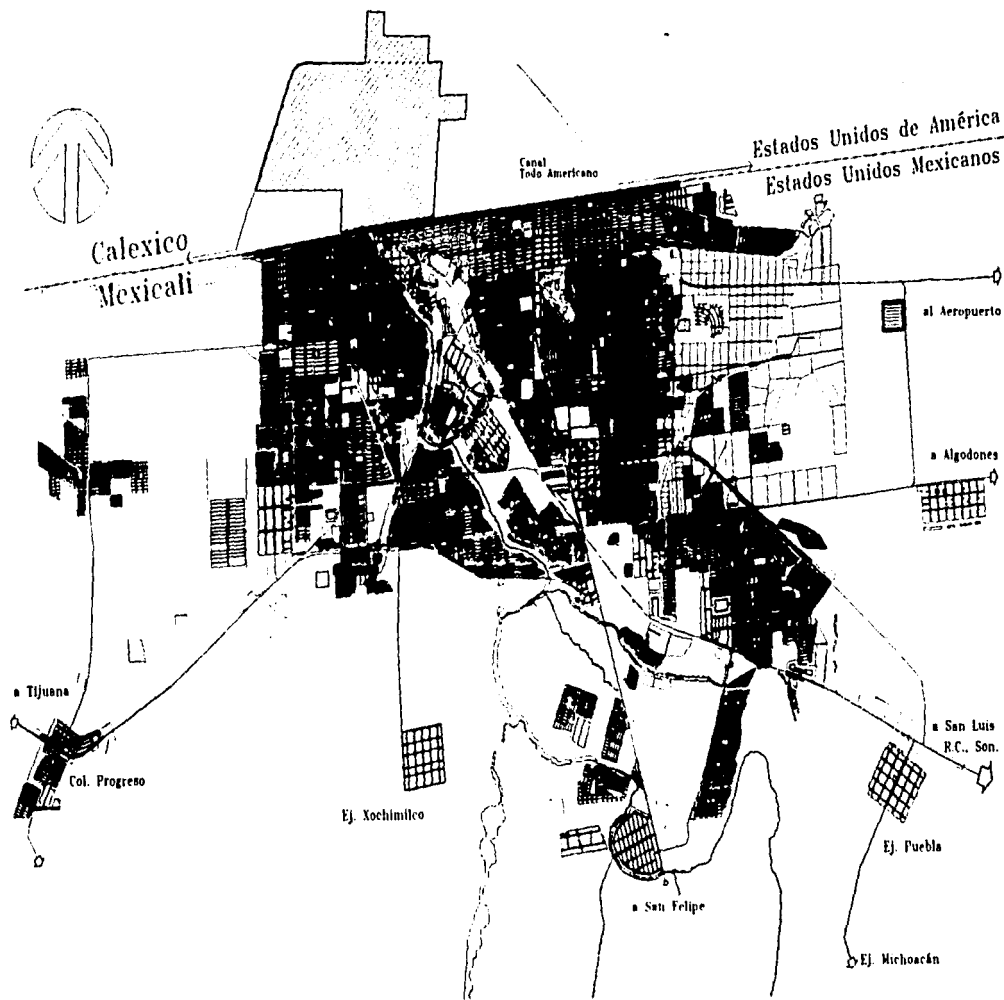 Estados Unidos de América
Estados Unidos Mexicanos
Canal
Todo Americano
Calexico
Mexicali
al Aeropuerto
a Algodones
a Tijuana
Col. Progreso
a San Luis
R.C., Son.
Ej. Xochimilco
Ej. Puebla
a San Felipe
Ej. Michoacán